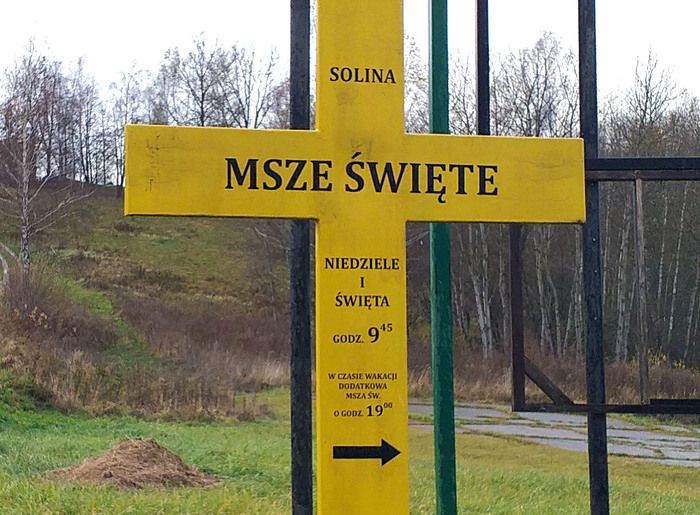 SOLINA
MSZE ŚWIĘTE
NIEDZIELE
I
ŚWIĘTA
GODZ. 9⁴⁵
W CZASIE WAKACJI
DODATKOWA
MSZA ŚW.
O GODZ. 19⁰⁰